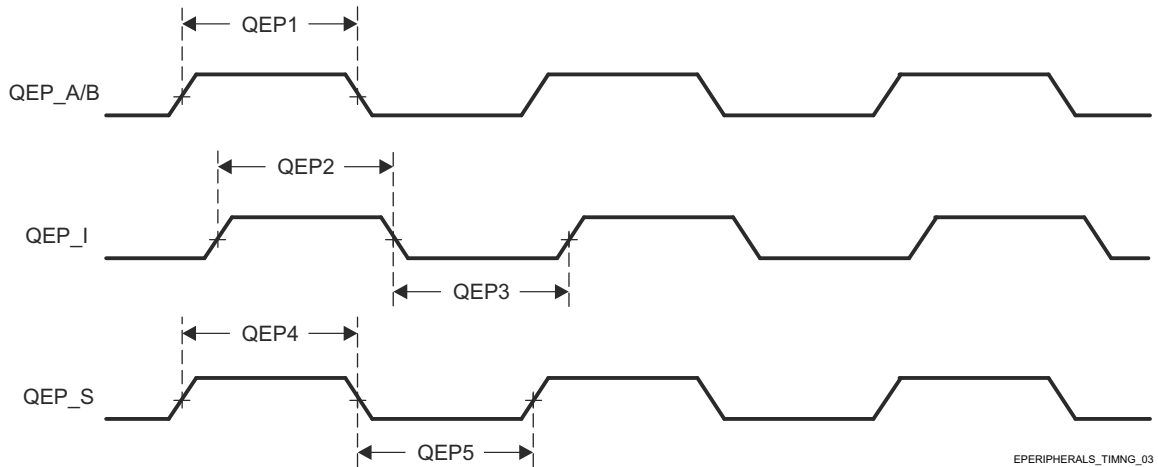 QEP1
QEP_A/B
QEP2
QEP_I
QEP3
QEP4
QEP_S
QEP5
EPERIPHERALS_TIMNG_03